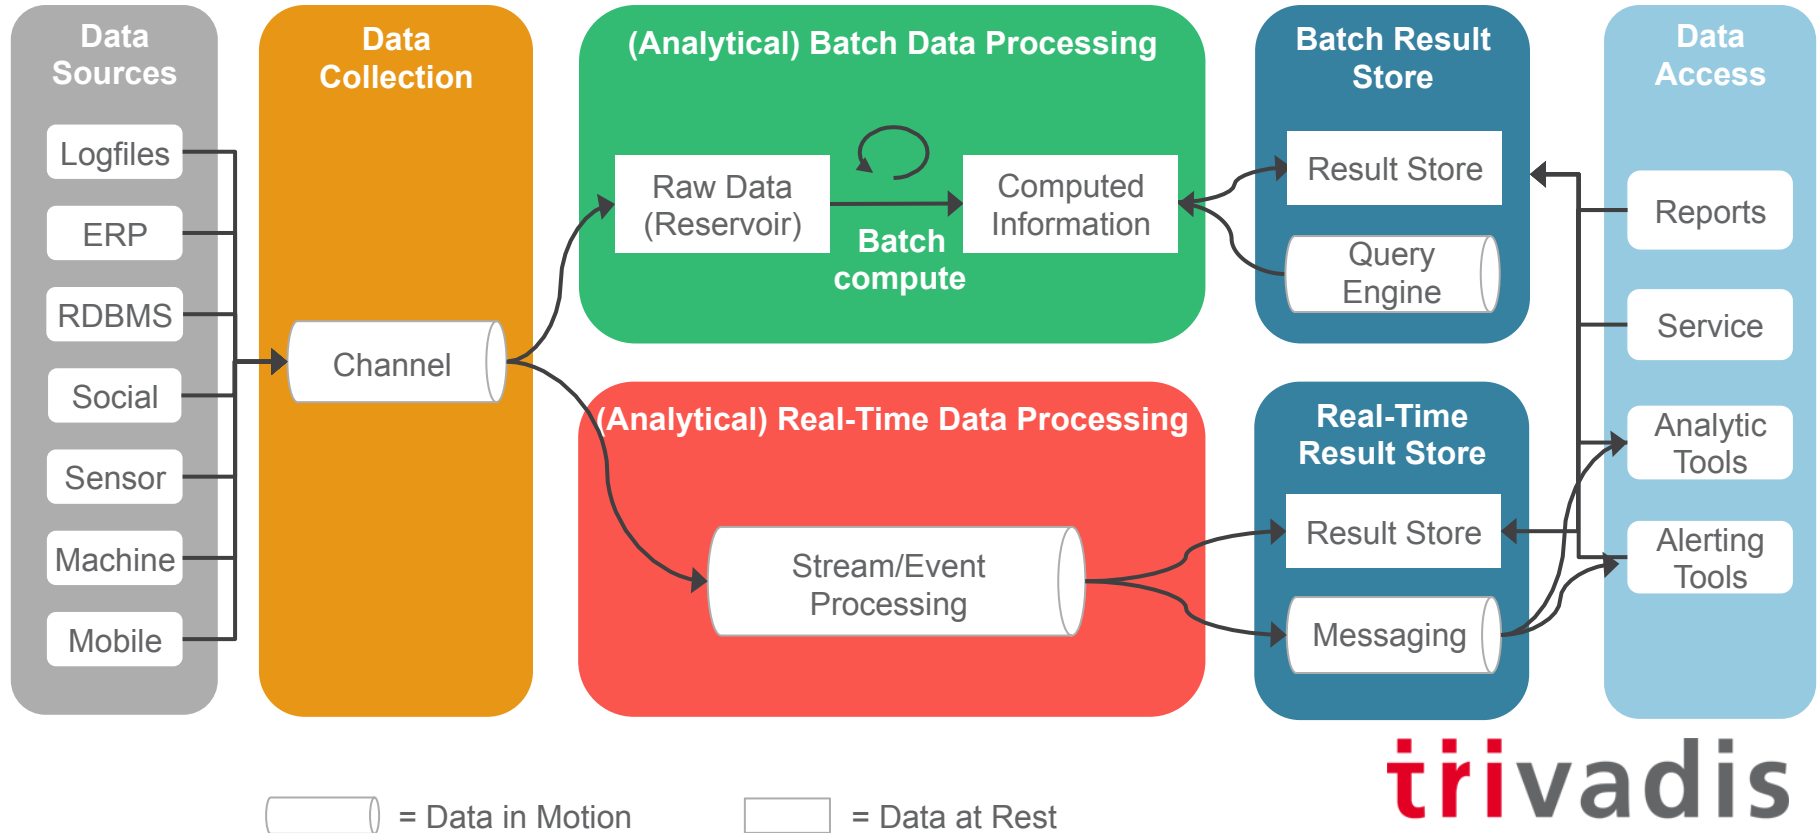 Data
Sources
Logfiles
ERP
RDBMS
Social
Sensor
Machine
Mobile
Data
Collection
Channel
(Analytical) Batch Data Processing
Raw Data
(Reservoir)
Batch
compute
Computed
Information
(Analytical) Real-Time Data Processing
Stream/Event
Processing
Batch Result
Store
Result Store
Query
Engine
Real-Time
Result Store
Result Store
Messaging
Data
Access
Reports
Service
Analytic
Tools
Alerting
Tools
trivadis
= Data in Motion
= Data at Rest